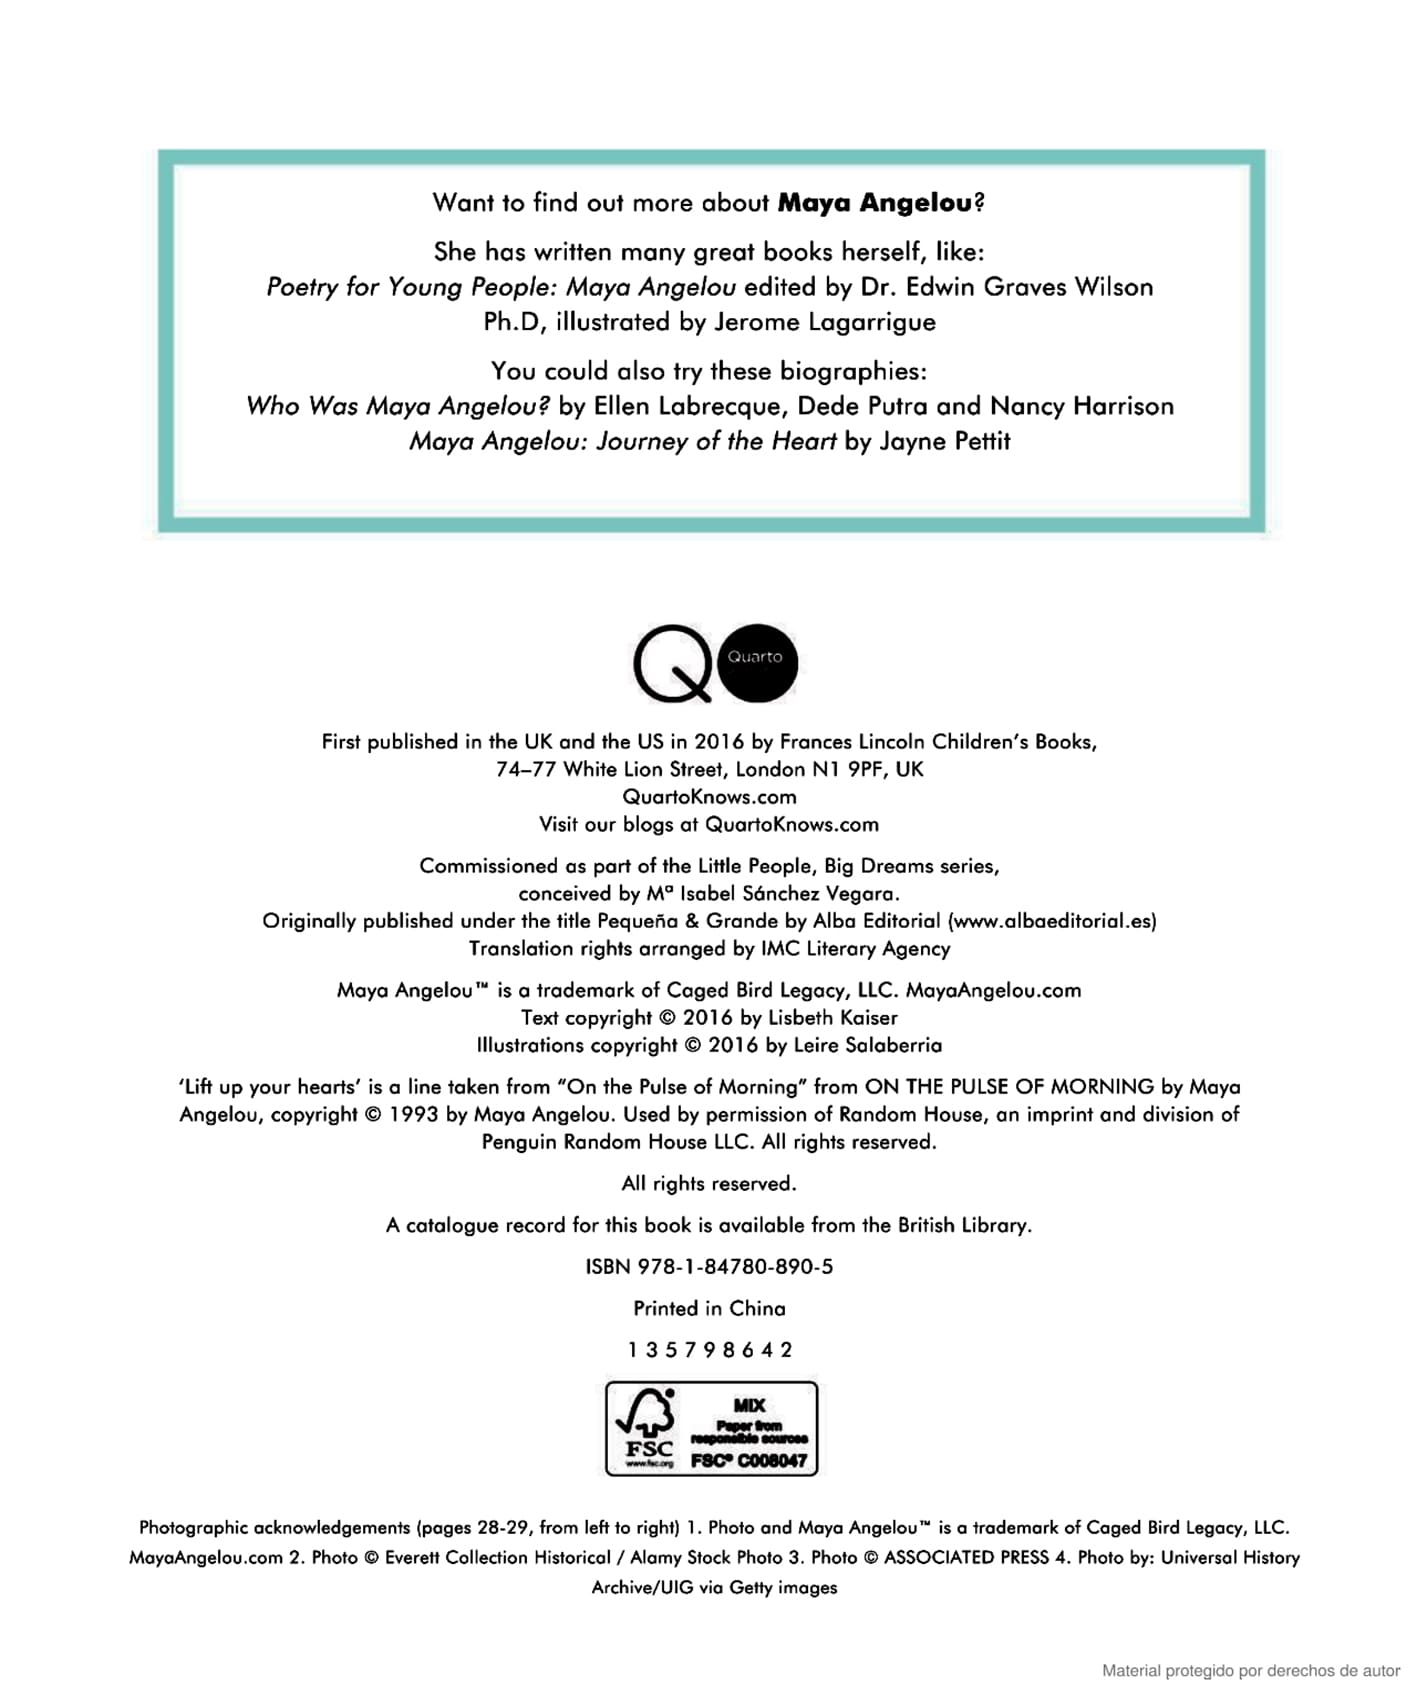 Want to find out more about Maya Angelou?
She has written many great books herself, like:
Poetry for Young People: Maya Angelou edited by Dr. Edwin Graves Wilson
Ph.D, illustrated by Jerome Lagarrigue
You could also try these biographies:
Who Was Maya Angelou? by Ellen Labrecque, Dede Putra and Nancy Harrison
Maya Angelou: Journey of the Heart by Jayne Pettit
Quarto
First published in the UK and the US in 2016 by Frances Lincoln Children's Books,
74–77 White Lion Street, London N1 9PF, UK
QuartoKnows.com
Visit our blogs at QuartoKnows.com
Commissioned as part of the Little People, Big Dreams series,
conceived by Mª Isabel Sánchez Vegara.
Originally published under the title Pequeña & Grande by Alba Editorial (www.albaeditorial.es)
Translation rights arranged by IMC Literary Agency
Maya Angelou™ is a trademark of Caged Bird Legacy, LLC. MayaAngelou.com
Text copyright © 2016 by Lisbeth Kaiser
Illustrations copyright © 2016 by Leire Salaberria
‘Lift up your hearts’ is a line taken from “On the Pulse of Morning” from ON THE PULSE OF MORNING by Maya
Angelou, copyright © 1993 by Maya Angelou. Used by permission of Random House, an imprint and division of
Penguin Random House LLC. All rights reserved.
All rights reserved.
A catalogue record for this book is available from the British Library.
ISBN 978-1-84780-890-5
Printed in China
1 3 5 7 9 8 6 4 2
MIX
Paper from
responsible sources
FSC® C008047
FSC
www.fsc.org
Photographic acknowledgements (pages 28-29, from left to right) 1. Photo and Maya Angelou™ is a trademark of Caged Bird Legacy, LLC.
MayaAngelou.com 2. Photo © Everett Collection Historical / Alamy Stock Photo 3. Photo © ASSOCIATED PRESS 4. Photo by: Universal History
Archive/UIG via Getty images
Material protegido por derechos de autor